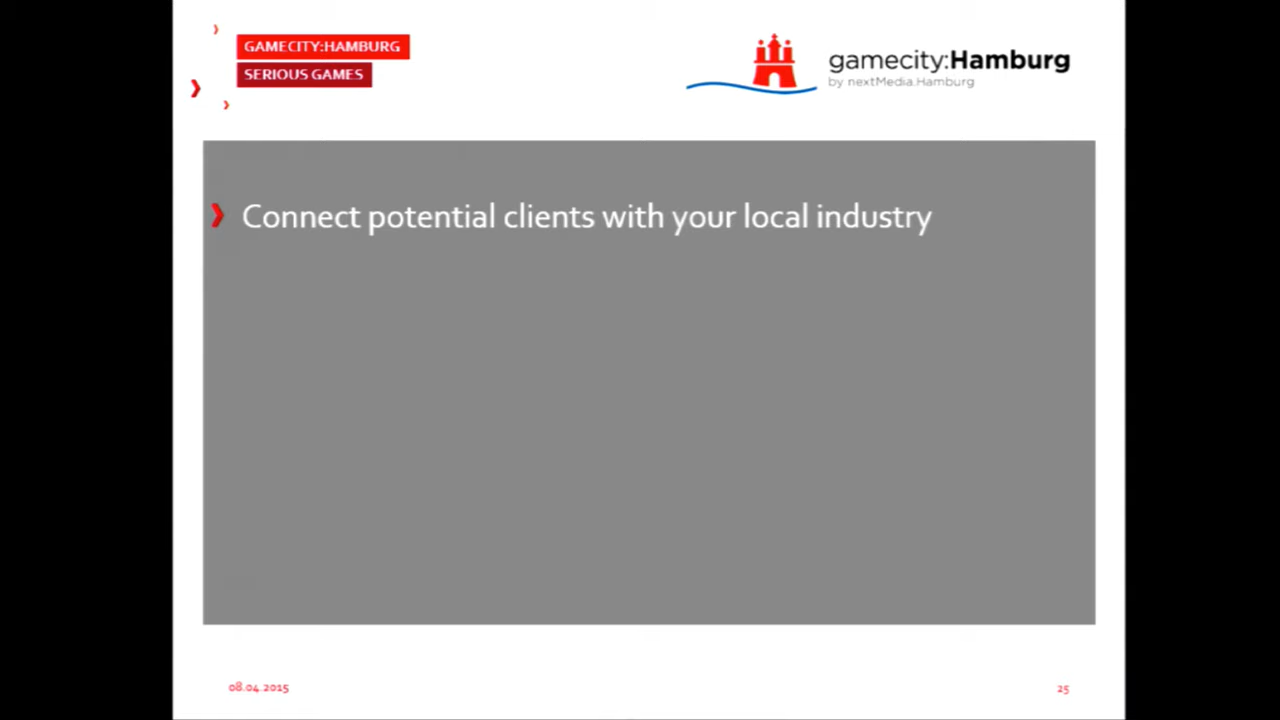 GAMECITY:HAMBURG
SERIOUS GAMES
gamecity:Hamburg
by nextMedia.Hamburg
Connect potential clients with your local industry
08.04.2015
25